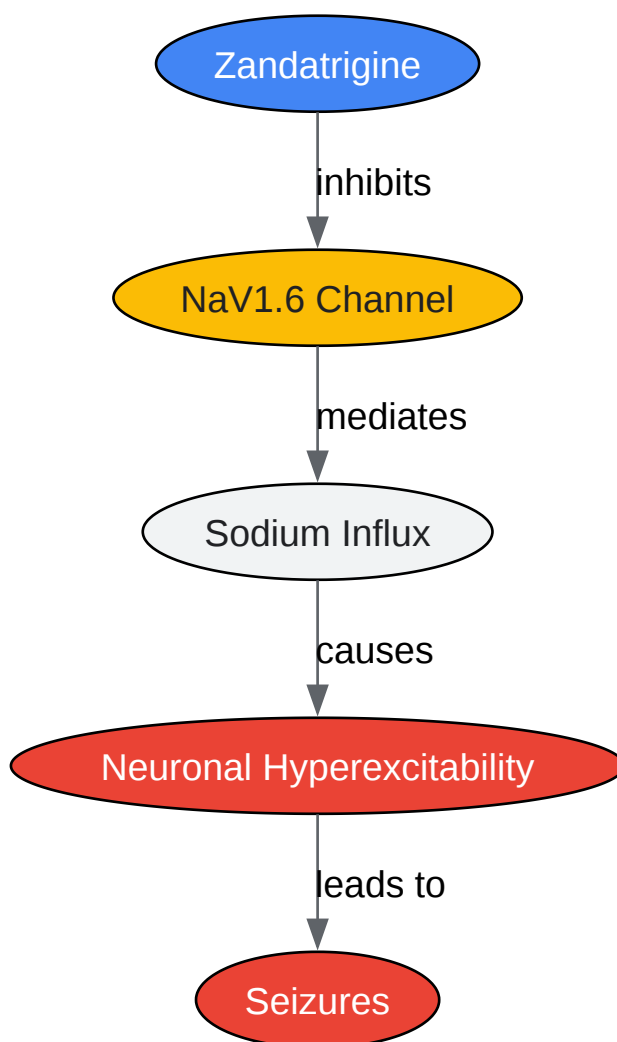 Zandatrigine
inhibits
NaV1.6 Channel
mediates
Sodium Influx
causes
Neuronal Hyperexcitability
leads to
Seizures